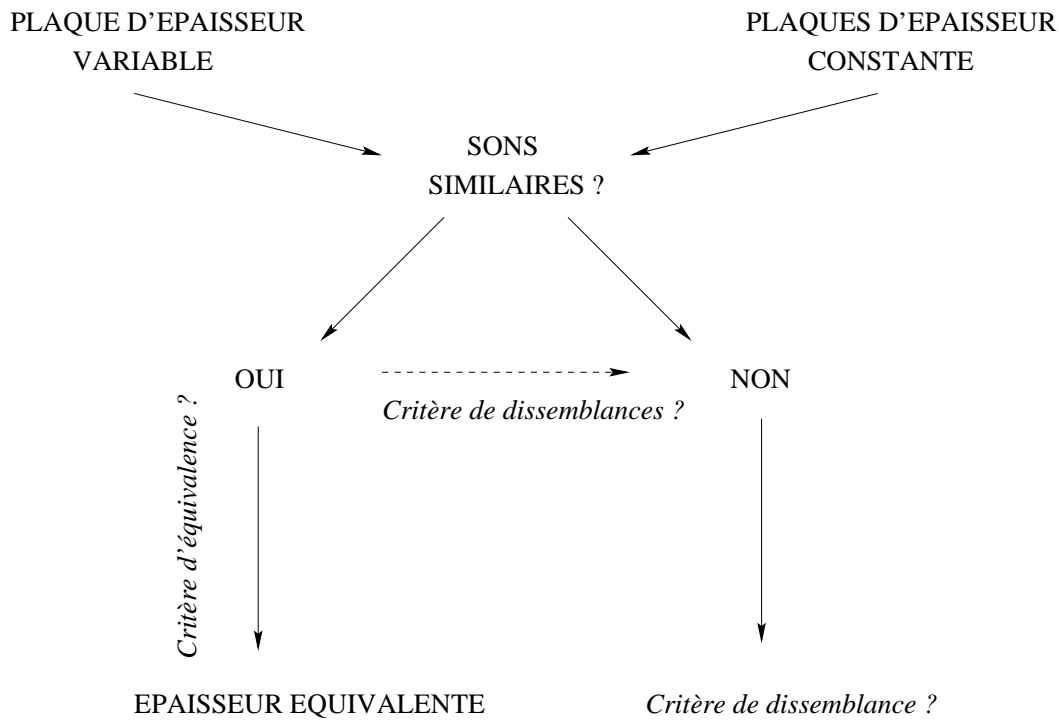 PLAQUE D'EPAISSEUR
VARIABLE
PLAQUES D'EPAISSEUR
CONSTANTE
SONS
SIMILAIRES ?
OUI
NON
Critère de dissemblances ?
Critère d'équivalence ?
EPAISSEUR EQUIVALENTE
Critère de dissemblance ?